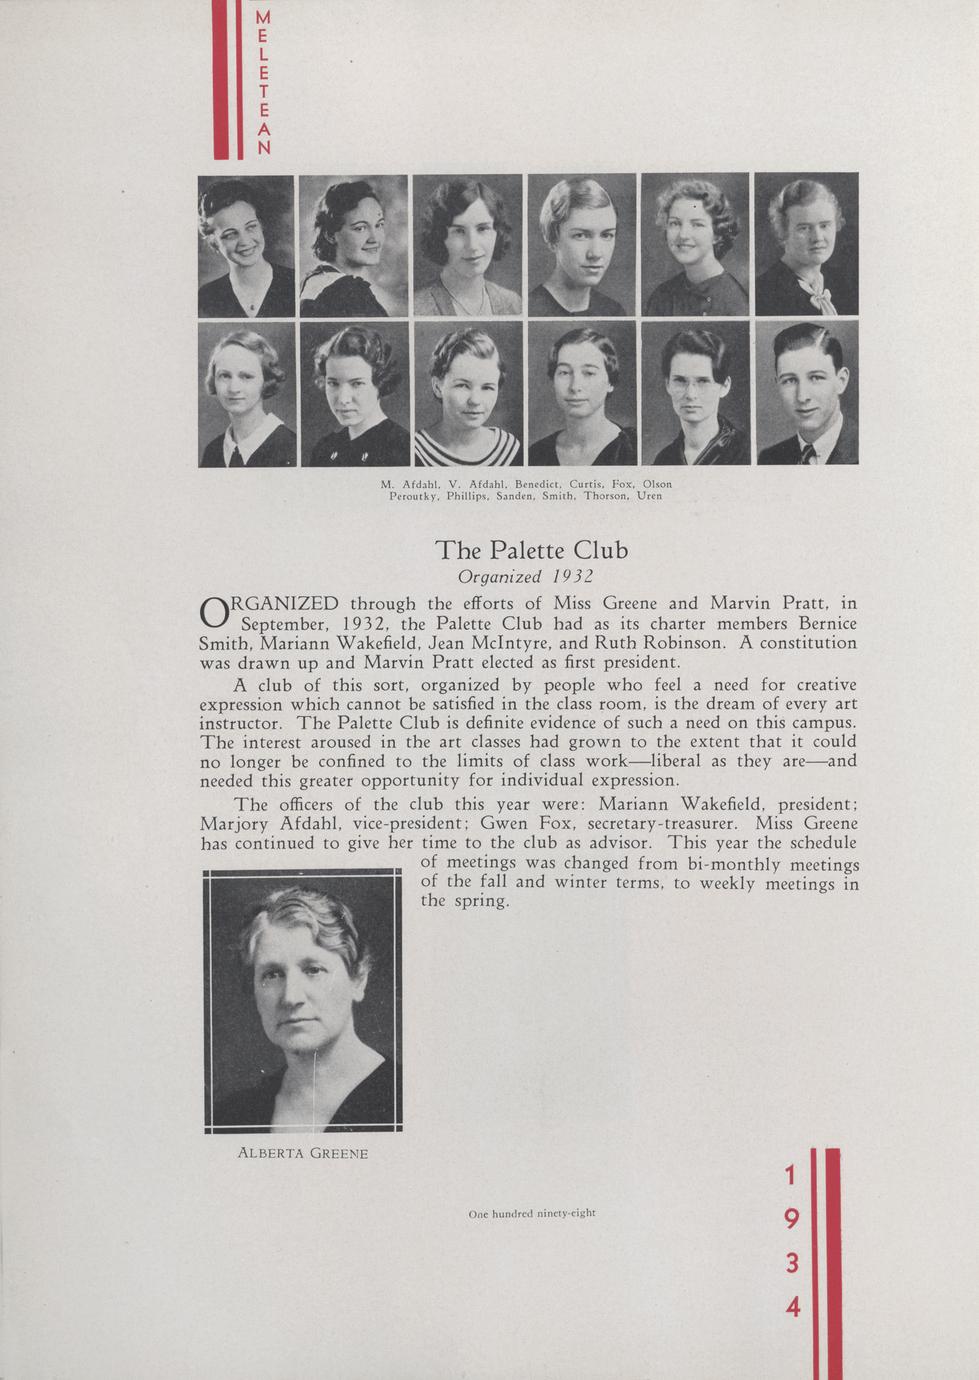 MELETEAN
M. Afdahl, V. Afdahl, Benedict, Curtis, Fox, Olson
Peroutky, Phillips, Sanden, Smith, Thorson, Uren
The Palette Club
Organized 1932
ORGANIZED through the efforts of Miss Greene and Marvin Pratt, in
September, 1932, the Palette Club had as its charter members Bernice
Smith, Mariann Wakefield, Jean McIntyre, and Ruth Robinson. A constitution
was drawn up and Marvin Pratt elected as first president.
A club of this sort, organized by people who feel a need for creative
expression which cannot be satisfied in the class room, is the dream of every art
instructor. The Palette Club is definite evidence of such a need on this campus.
The interest aroused in the art classes had grown to the extent that it could
no longer be confined to the limits of class work—liberal as they are—and
needed this greater opportunity for individual expression.
The officers of the club this year were: Mariann Wakefield, president;
Marjory Afdahl, vice-president; Gwen Fox, secretary-treasurer. Miss Greene
has continued to give her time to the club as advisor. This year the schedule
of meetings was changed from bi-monthly meetings
of the fall and winter terms, to weekly meetings in
the spring.
ALBERTA GREENE
One hundred ninety-eight
1934